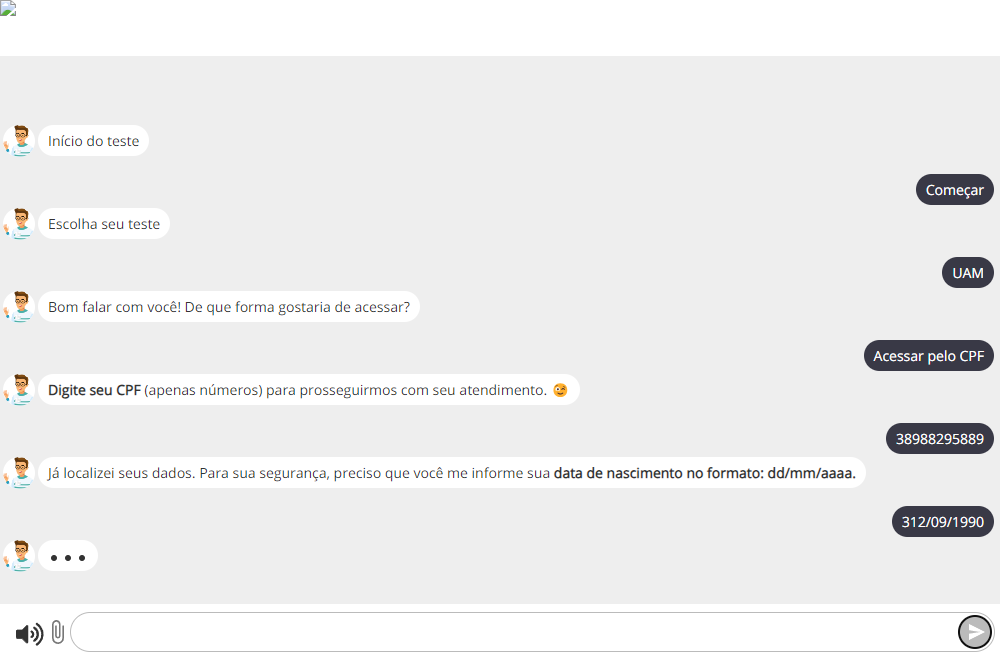 Início do teste
Começar
Escolha seu teste
UAM
Bom falar com você! De que forma gostaria de acessar?
Acessar pelo CPF
Digite seu CPF (apenas números) para prosseguirmos com seu atendimento. 😉
38988295889
Já localizei seus dados. Para sua segurança, preciso que você me informe sua data de nascimento no formato: dd/mm/aaaa.
312/09/1990